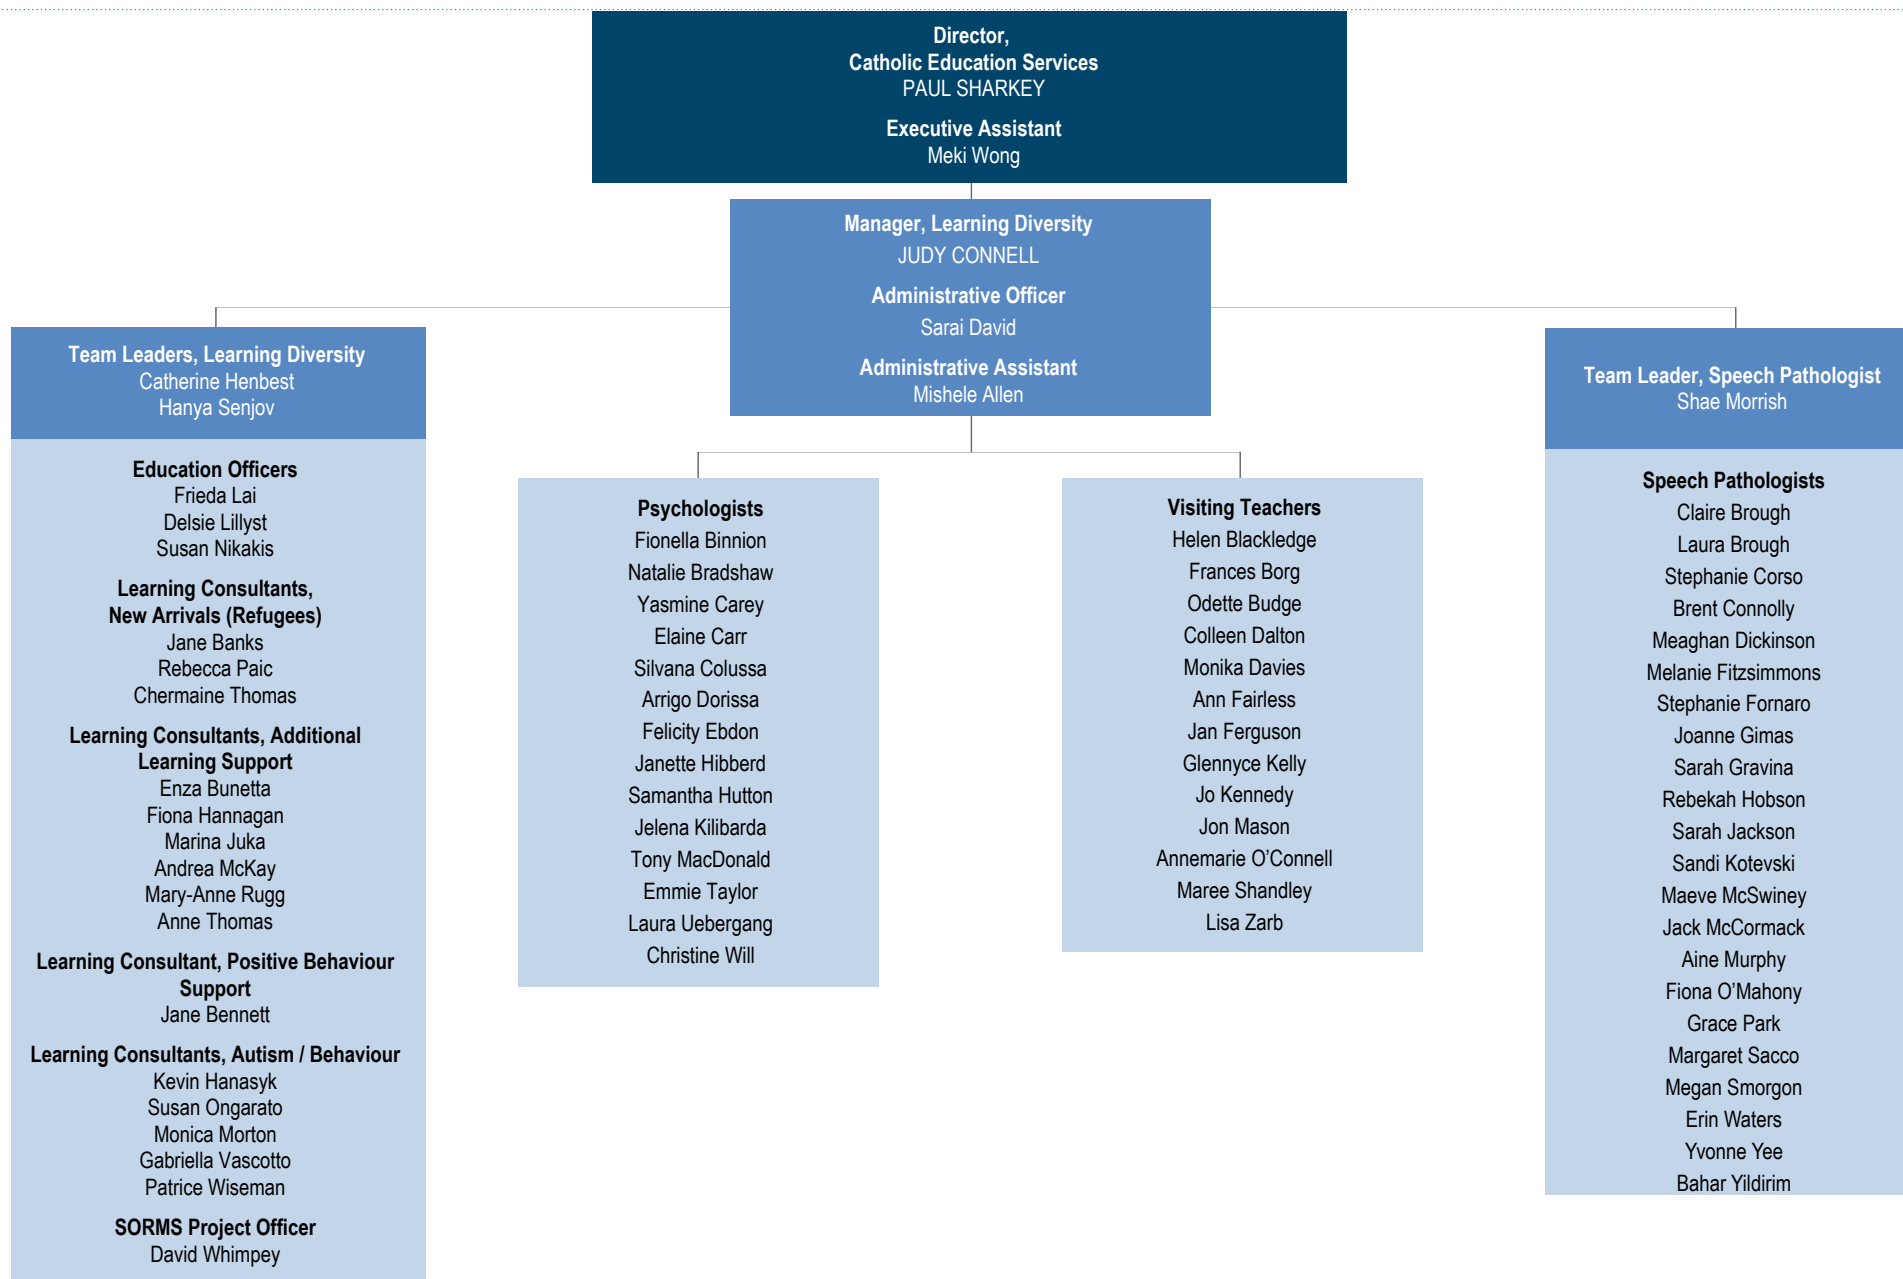 Director,
Catholic Education Services
PAUL SHARKEY
Executive Assistant
Meki Wong
Manager, Learning Diversity
JUDY CONNELL
Administrative Officer
Sarai David
Administrative Assistant
Mishele Allen
Team Leaders, Learning Diversity
Catherine Henbest
Hanya Senjov
Education Officers
Frieda Lai
Delsie Lillyst
Susan Nikakis
Learning Consultants,
New Arrivals (Refugees)
Jane Banks
Rebecca Paic
Chermaine Thomas
Learning Consultants, Additional
Learning Support
Enza Bunetta
Fiona Hannagan
Marina Juka
Andrea McKay
Mary-Anne Rugg
Anne Thomas
Learning Consultant, Positive Behaviour
Support
Jane Bennett
Learning Consultants, Autism / Behaviour
Kevin Hanasyk
Susan Ongarato
Monica Morton
Gabriella Vascotto
Patrice Wiseman
SORMS Project Officer
David Whimpey
Psychologists
Fionella Binnion
Natalie Bradshaw
Yasmine Carey
Elaine Carr
Silvana Colussa
Arrigo Dorissa
Felicity Ebdon
Janette Hibberd
Samantha Hutton
Jelena Kilibarda
Tony MacDonald
Emmie Taylor
Laura Uebergang
Christine Will
Visiting Teachers
Helen Blackledge
Frances Borg
Odette Budge
Colleen Dalton
Monika Davies
Ann Fairless
Jan Ferguson
Glennyce Kelly
Jo Kennedy
Jon Mason
Annemarie O’Connell
Maree Shandley
Lisa Zarb
Team Leader, Speech Pathologist
Shae Morrish
Speech Pathologists
Claire Brough
Laura Brough
Stephanie Corso
Brent Connolly
Meaghan Dickinson
Melanie Fitzsimmons
Stephanie Fornaro
Joanne Gimas
Sarah Gravina
Rebekah Hobson
Sarah Jackson
Sandi Kotevski
Maeve McSwiney
Jack McCormack
Aine Murphy
Fiona O’Mahony
Grace Park
Margaret Sacco
Megan Smorgon
Erin Waters
Yvonne Yee
Bahar Yildirim